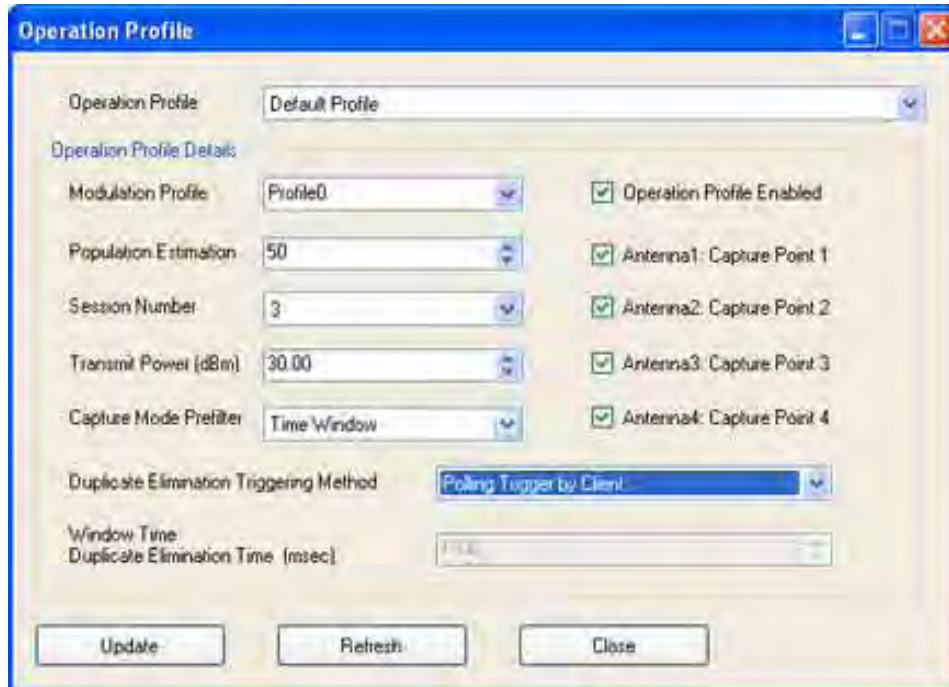 Operation Profile
Operation Profile Default Profile
Operation Profile Details
Modulation Profile Profile0 Operation Profile Enabled
Population Estimation 50 Antenna1: Capture Point 1
Session Number 3 Antenna2: Capture Point 2
Transmit Power (dBm) 30.00 Antenna3: Capture Point 3
Capture Mode Prefilter Time Window Antenna4: Capture Point 4
Duplicate Elimination Triggering Method Polling Trigger by Client
Window Time
Duplicate Elimination Time (msec)
Update Refresh Close